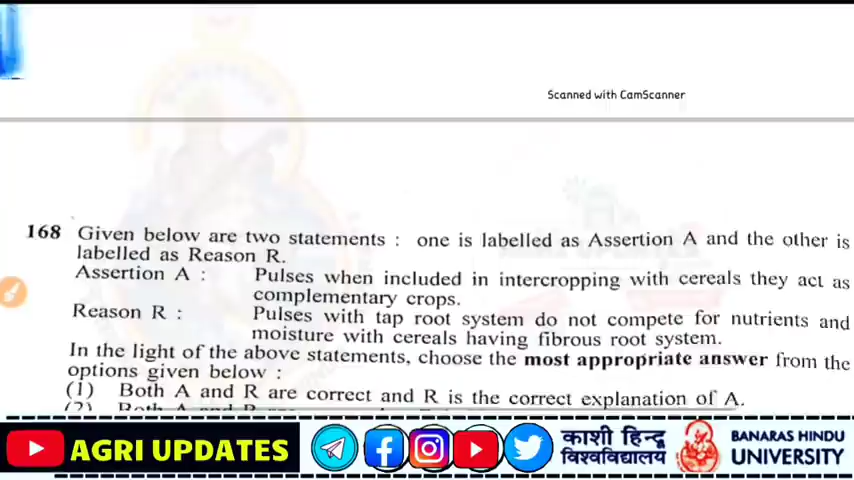 Scanned with CamScanner
168 Given below are two statements : one is labelled as Assertion A and the other is
labelled as Reason R.
Assertion A : Pulses when included in intercropping with cereals they act as
complementary crops.
Reason R : Pulses with tap root system do not compete for nutrients and
moisture with cereals having fibrous root system.
In the light of the above statements, choose the most appropriate answer from the
options given below :
(1) Both A and R are correct and R is the correct explanation of A.
(2) Both A and R are
AGRI UPDATES
काशी हिन्दू
विश्वविद्यालय
BANARAS HINDU
UNIVERSITY